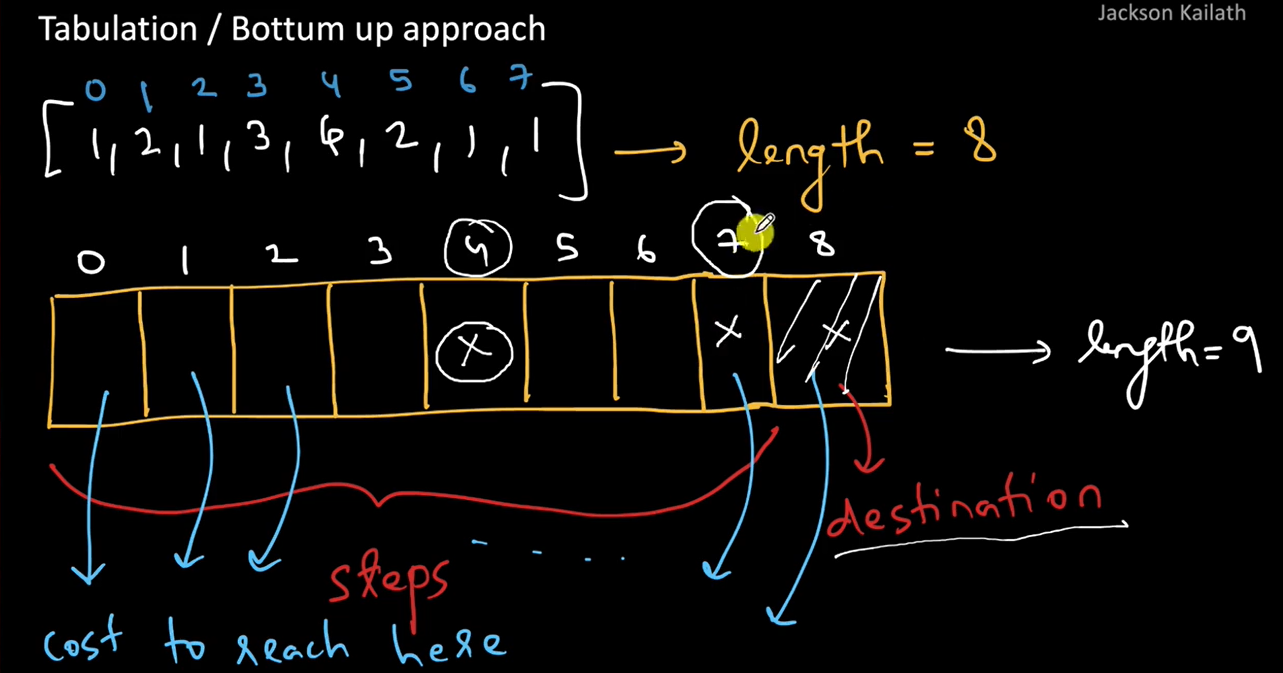 Jackson Kailath
Tabulation / Bottum up approach
0 1 2 3 4 5 6 7
[1, 2, 1, 3, 4, 2, 1, 1] → length = 8
0 1 2 3 4 5 6 7 8
x x x → length = 9
destination
steps - - . .
cost to reach here